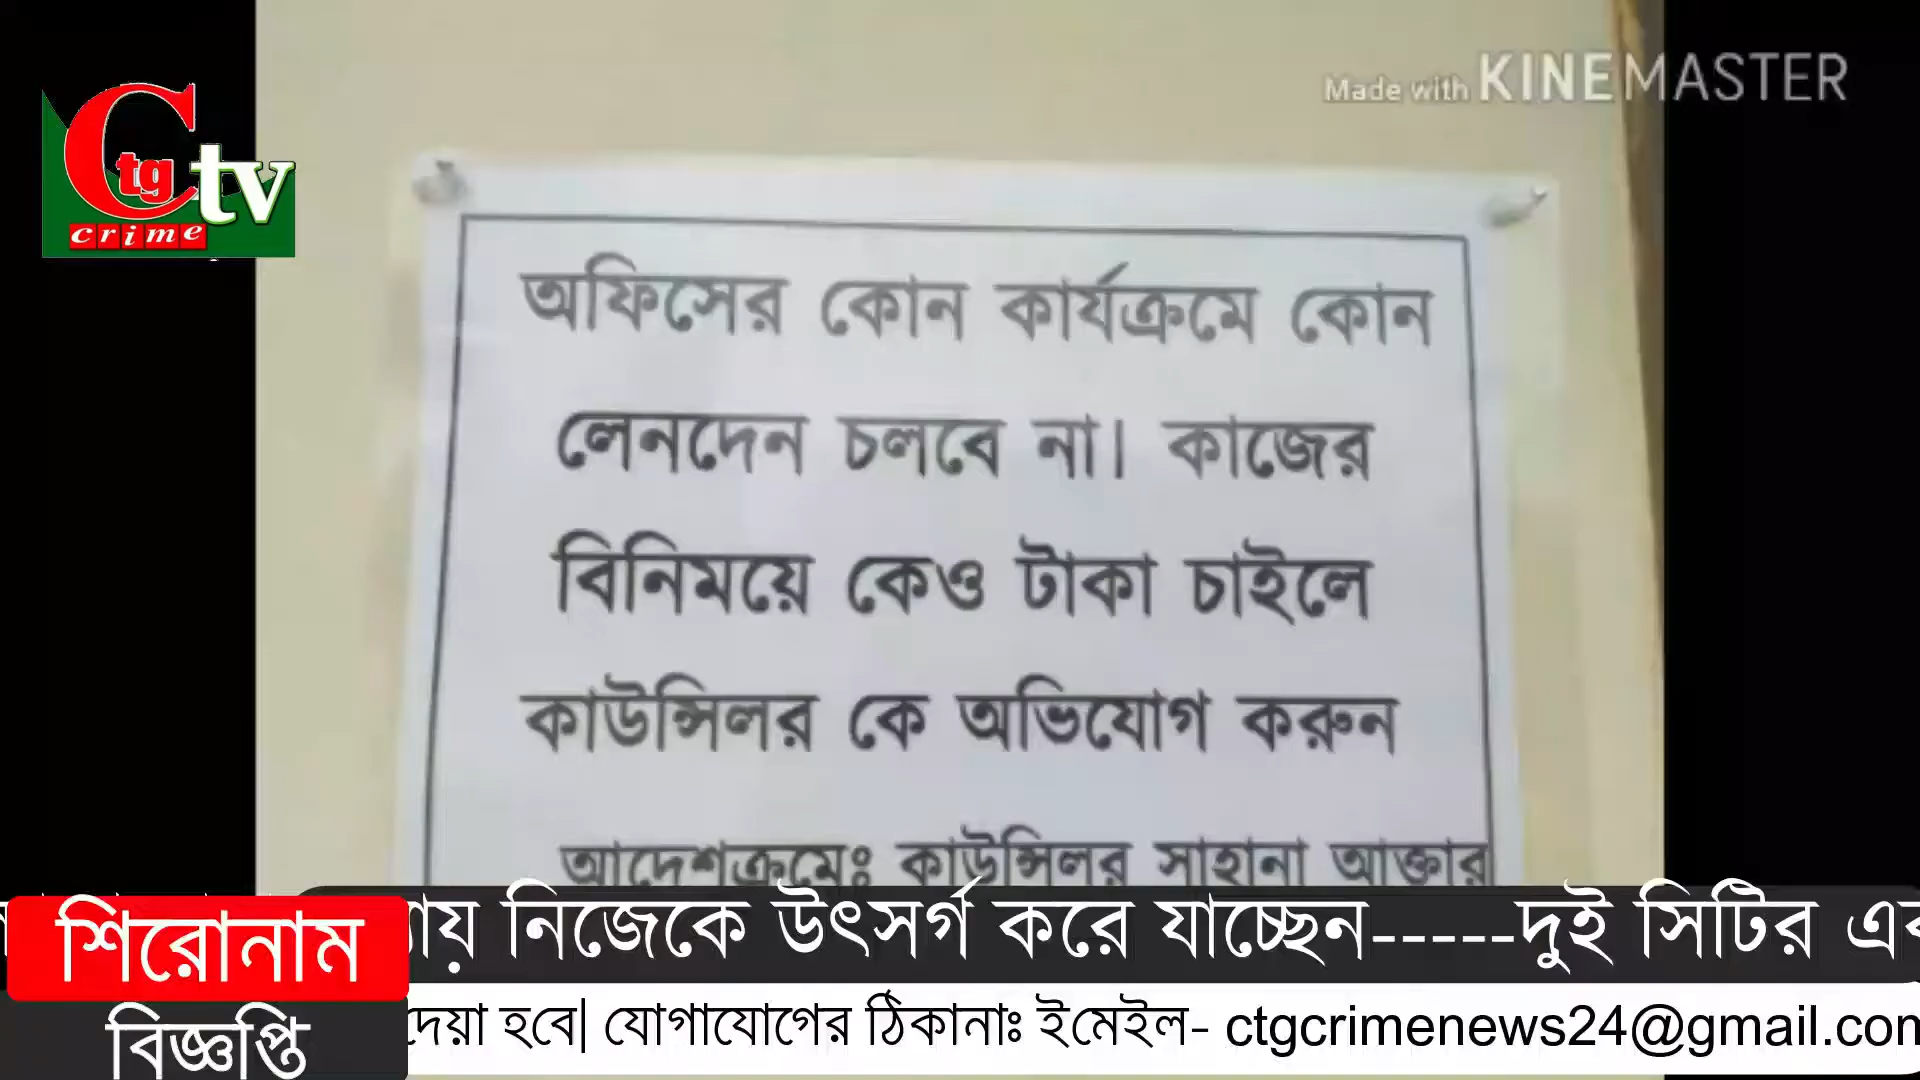 Made with KINEMASTER
Ctg tv
crime
অফিসের কোন কার্যক্রমে কোন
লেনদেন চলবে না। কাজের
বিনিময়ে কেও টাকা চাইলে
কাউন্সিলর কে অভিযোগ করুন
আদেশক্রমেঃ কাউন্সিলর সাহানা আক্তার
শিরোনাম
নিজেকে উৎসর্গ করে যাচ্ছেন-----দুই সিটির
বিজ্ঞপ্তি
দেয়া হবে| যোগাযোগের ঠিকানাঃ ইমেইল- ctgcrimenews24@gmail.com